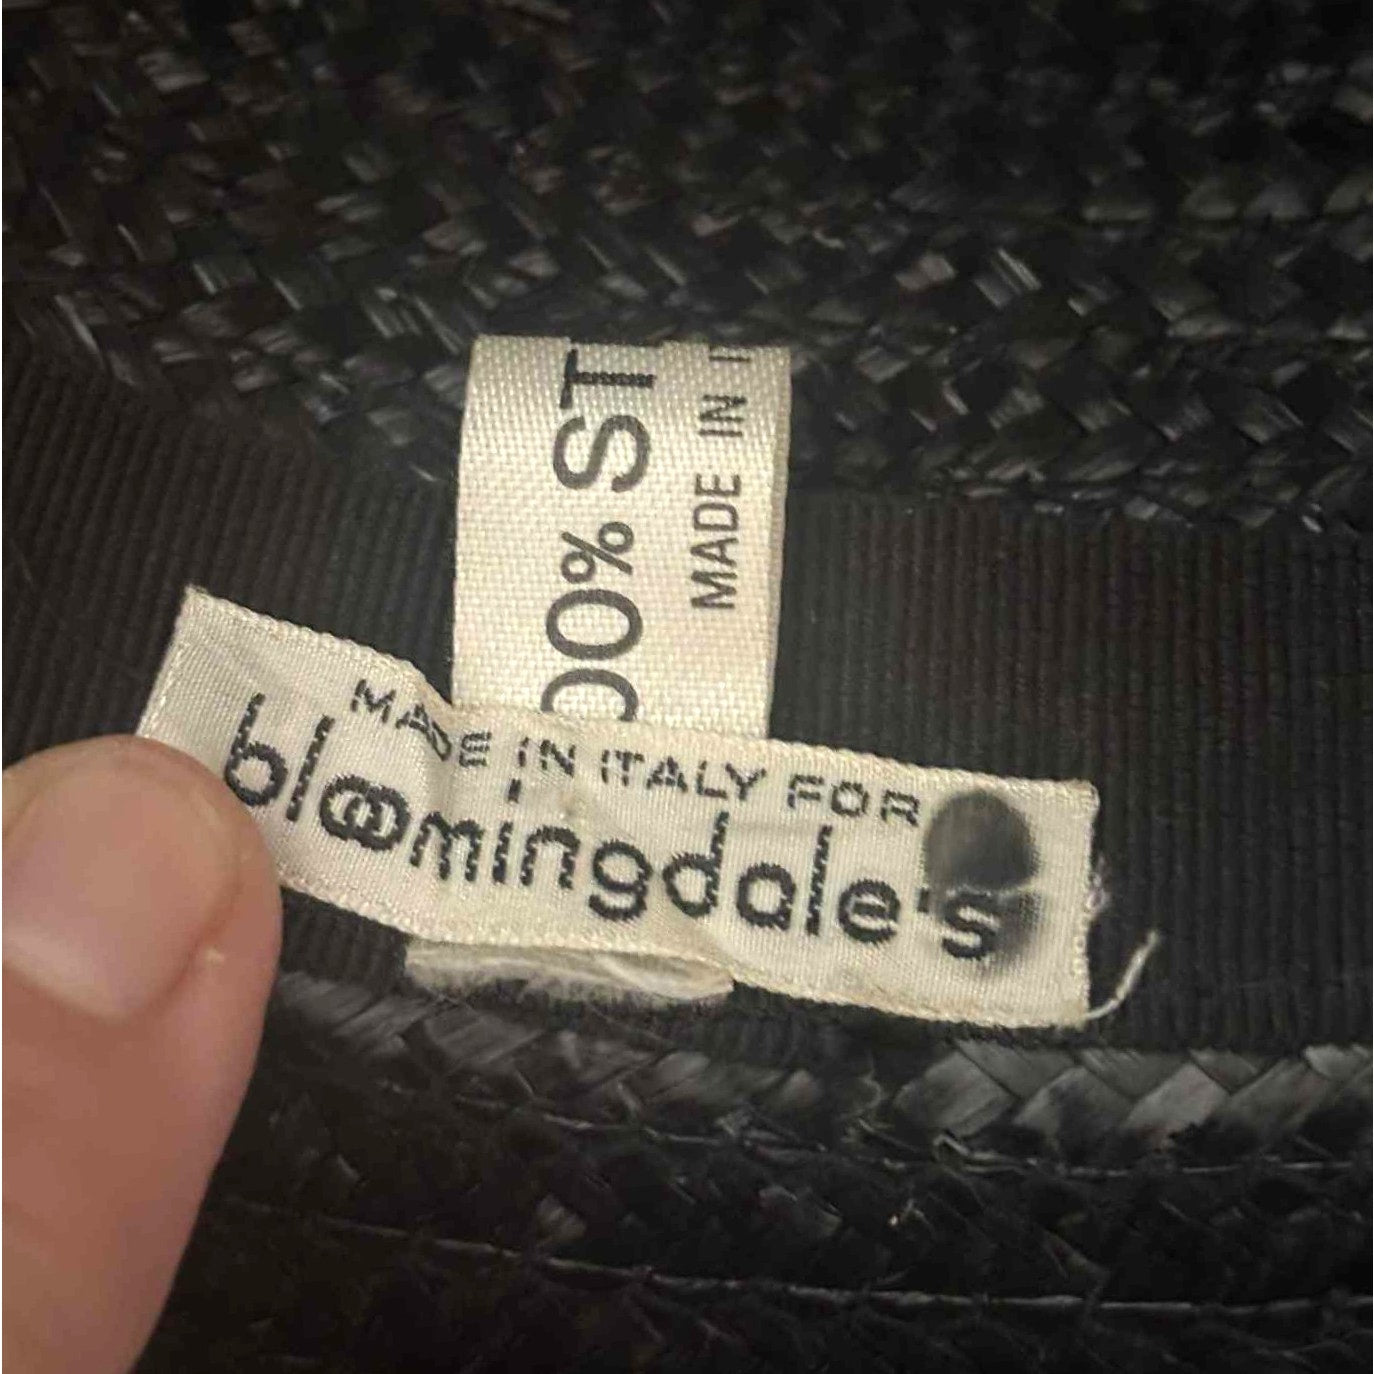 00% ST
MADE IN I
MADE IN ITALY FOR
bloomingdale's